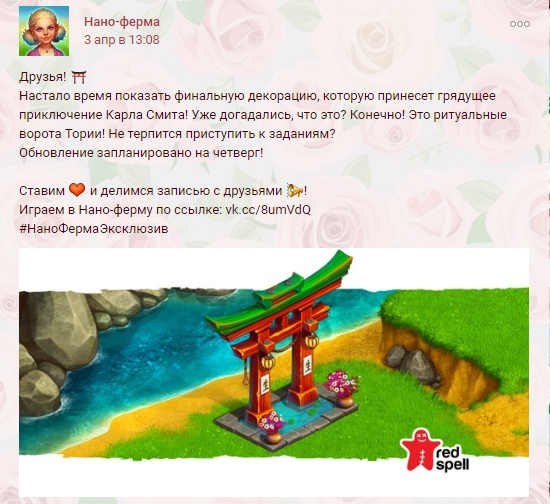 Нано-ферма
3 апр в 13:08
Друзья! ⛩
Настало время показать финальную декорацию, которую принесет грядущее
приключение Карла Смита! Уже догадались, что это? Конечно! Это ритуальные
ворота Тории! Не терпится приступить к заданиям?
Обновление запланировано на четверг!
Ставим ❤ и делимся записью с друзьями 📯!
Играем в Нано-ферму по ссылке: vk.cc/8umVdQ
#НаноФермаЭксклюзив
red
spell